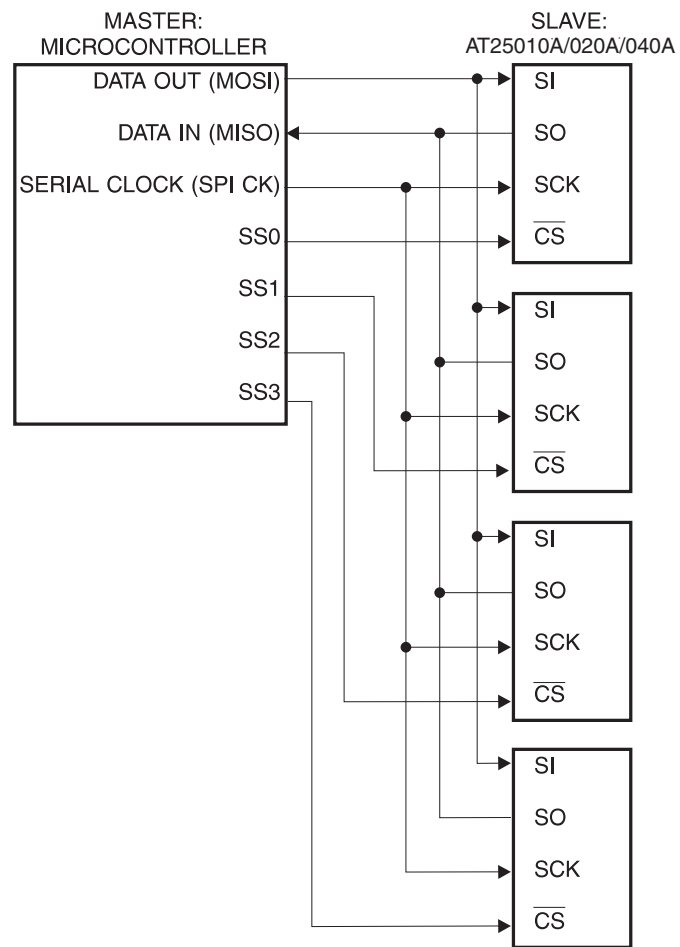 MASTER:
MICROCONTROLLER
DATA OUT (MOSI)
DATA IN (MISO)
SERIAL CLOCK (SPI CK)
SS0
SS1
SS2
SS3
SLAVE:
AT25010A/020A/040A
SI
SO
SCK
CS
SI
SO
SCK
CS
SI
SO
SCK
CS
SI
SO
SCK
CS